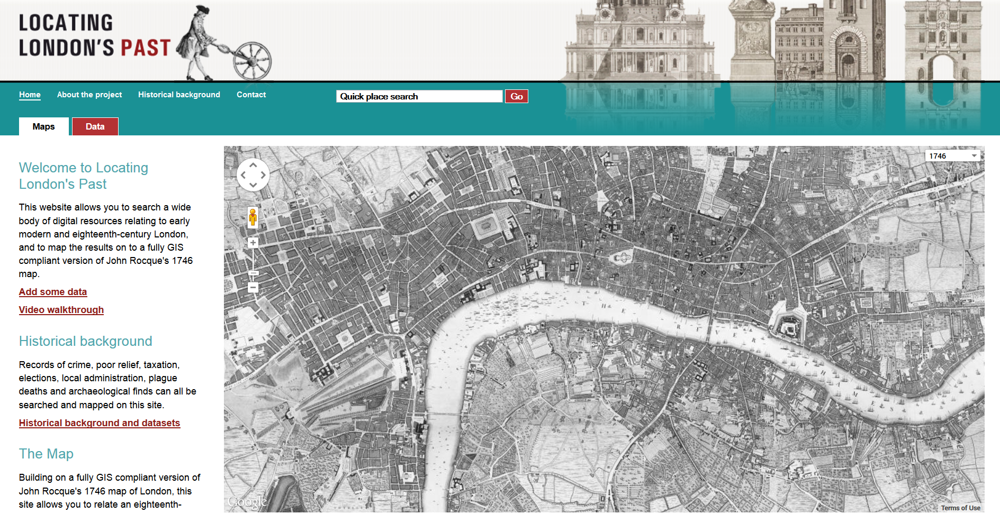 LOCATING
LONDON'S PAST
Home About the project Historical background Contact
Quick place search Go
Maps Data
Welcome to Locating
London's Past
This website allows you to search a wide
body of digital resources relating to early
modern and eighteenth-century London,
and to map the results on to a fully GIS
compliant version of John Rocque's 1746
map.
Add some data
Video walkthrough
Historical background
Records of crime, poor relief, taxation,
elections, local administration, plague
deaths and archaeological finds can all be
searched and mapped on this site.
Historical background and datasets
The Map
Building on a fully GIS compliant version of
John Rocque's 1746 map of London, this
site allows you to relate an eighteenth-
1746
THE RIVER THAMES
Google
Terms of Use